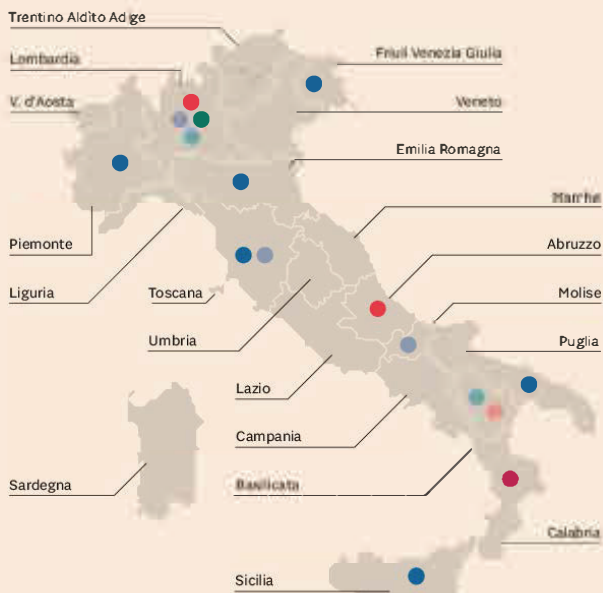 Trentino Aldito Adige
Lombardia
Friuli Venezia Giulia
V. d'Aosta
Veneto
Emilia Romagna
Marche
Piemonte
Abruzzo
Liguria
Toscana
Molise
Umbria
Puglia
Lazio
Campania
Sardegna
Basilicata
Calabria
Sicilia